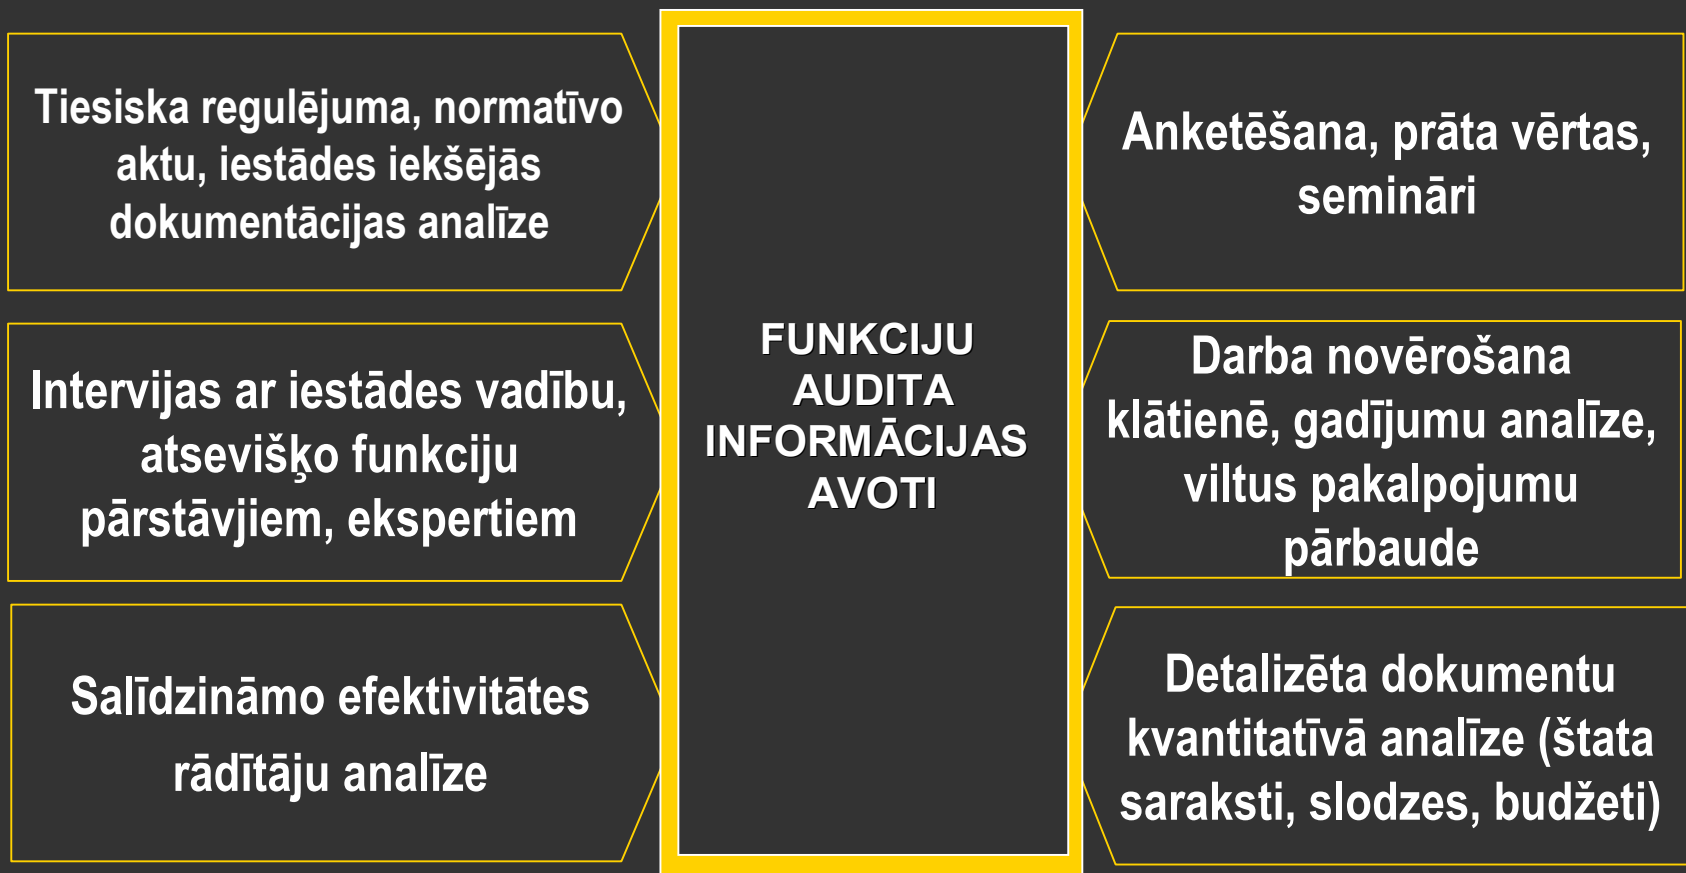 Tiesiska regulējuma, normatīvo
aktu, iestādes iekšējās
dokumentācijas analīze
Intervijas ar iestādes vadību,
atsevišķo funkciju
pārstāvjiem, ekspertiem
Salīdzināmo efektivitātes
rādītāju analīze
FUNKCIJU
AUDITA
INFORMĀCIJAS
AVOTI
Anketēšana, prāta vērtas,
semināri
Darba novērošana
klātienē, gadījumu analīze,
viltus pakalpojumu
pārbaude
Detalizēta dokumentu
kvantitatīvā analīze (štata
saraksti, slodzes, budžeti)